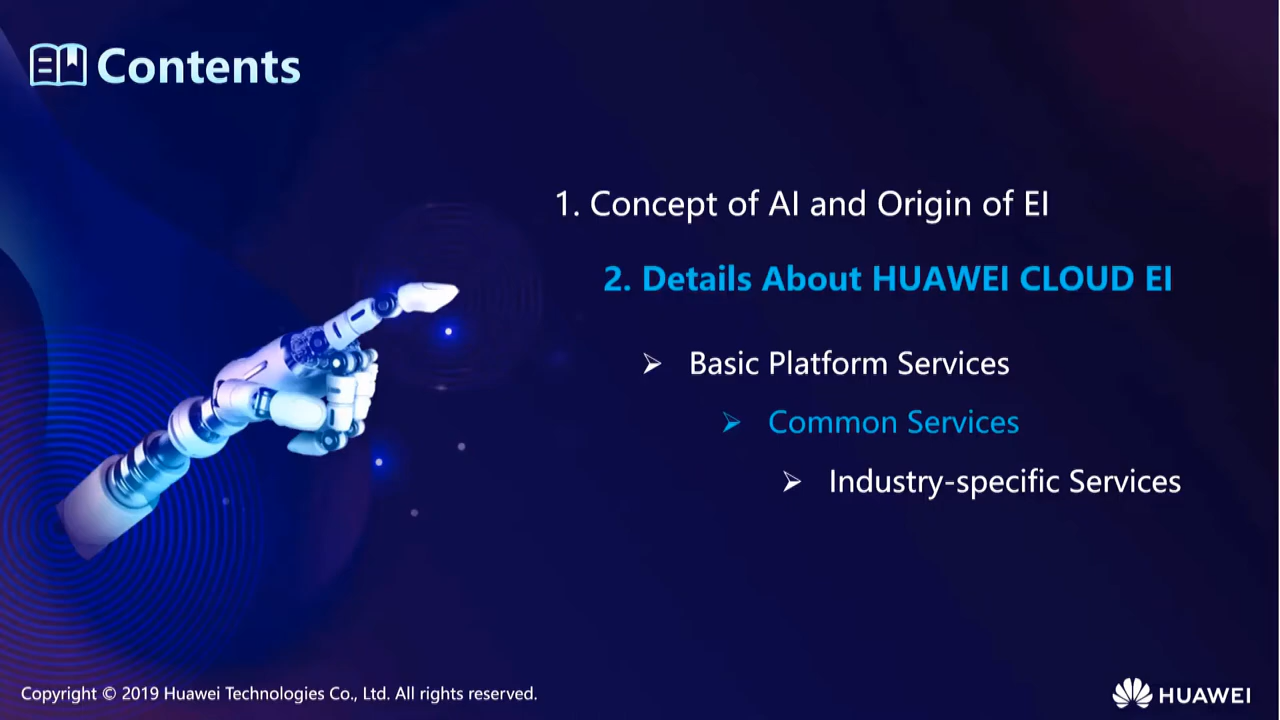 Contents
1. Concept of AI and Origin of EI
2. Details About HUAWEI CLOUD EI
➢ Basic Platform Services
➢ Common Services
➢ Industry-specific Services
Copyright © 2019 Huawei Technologies Co., Ltd. All rights reserved.
HUAWEI